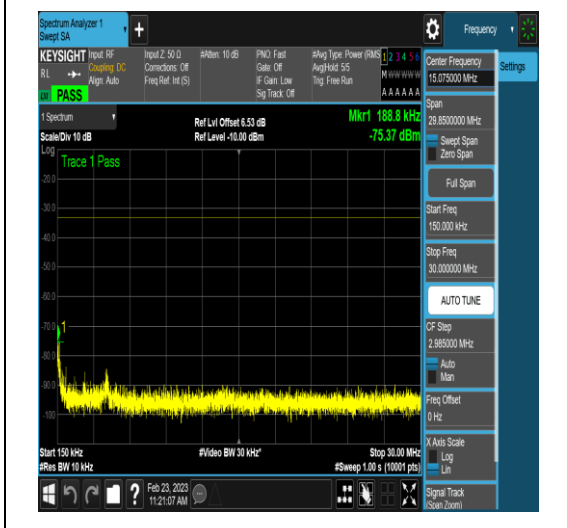 Spectrum Analyzer 1
Swept SA
+
Frequency
KEYSIGHT
RL
PASS
Input: RF
Coupling: DC
Align: Auto
Input Z: 50 Ω
Corrections: Off
Freq Ref: Int (S)
#Atten: 10 dB
PNO: Fast
Gate: Off
IF Gain: Low
Sig Track: Off
#Avg Type: Power (RMS
Avg|Hold: 5/5
Trig: Free Run
1 2 3 4 5 6
M W W W W W
A A A A A A
1 Spectrum
Scale/Div 10 dB
Ref Lvl Offset 6.53 dB
Ref Level -10.00 dBm
Mkr1 188.8 kHz
-75.37 dBm
Log
Trace 1 Pass
-20.0
-30.0
-40.0
-50.0
-60.0
-70.0
1
-80.0
-90.0
-100
Start 150 kHz
#Res BW 10 kHz
#Video BW 30 kHz*
Stop 30.00 MHz
#Sweep 1.00 s (10001 pts)
?
Feb 23, 2023
11:21:07 AM
Center Frequency
15.075000 MHz
Settings
Span
29.8500000 MHz
Swept Span
Zero Span
Full Span
Start Freq
150.000 kHz
Stop Freq
30.000000 MHz
AUTO TUNE
CF Step
2.985000 MHz
Auto
Man
Freq Offset
0 Hz
X Axis Scale
Log
Lin
Signal Track
(Span Zoom)